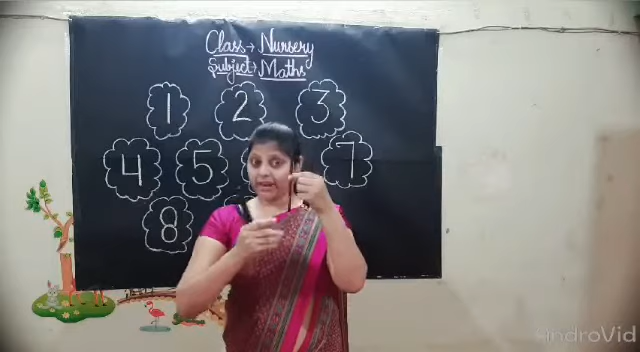 Class → Nursery
Subject → Maths
1 2 3
4 5 7
8
androVid